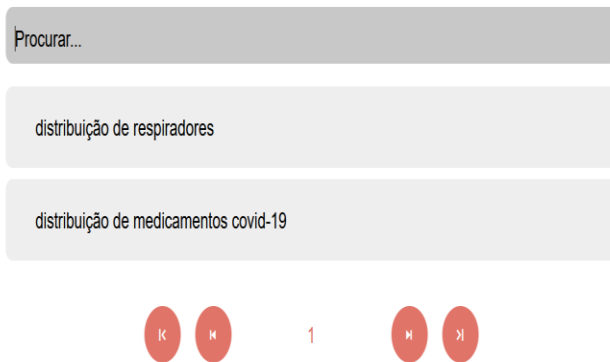 Procurar...
distribuição de respiradores
distribuição de medicamentos covid-19
1